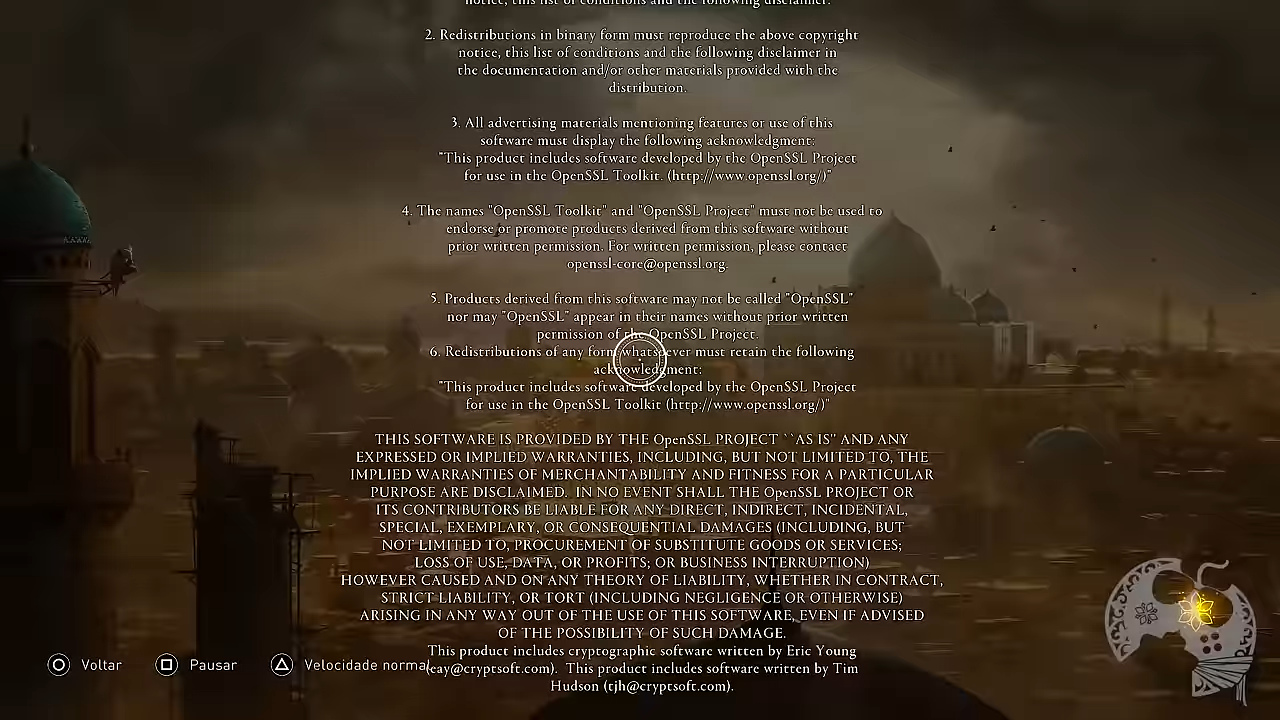 notice, this list of conditions and the following disclaimer.
2. Redistributions in binary form must reproduce the above copyright
notice, this list of conditions and the following disclaimer in
the documentation and/or other materials provided with the
distribution.
3. All advertising materials mentioning features or use of this
software must display the following acknowledgment:
"This product includes software developed by the OpenSSL Project
for use in the OpenSSL Toolkit. (http://www.openssl.org/)"
4. The names "OpenSSL Toolkit" and "OpenSSL Project" must not be used to
endorse or promote products derived from this software without
prior written permission. For written permission, please contact
openssl-core@openssl.org.
5. Products derived from this software may not be called "OpenSSL"
nor may "OpenSSL" appear in their names without prior written
permission of the OpenSSL Project.
6. Redistributions of any form whatsoever must retain the following
acknowledgment:
"This product includes software developed by the OpenSSL Project
for use in the OpenSSL Toolkit (http://www.openssl.org/)"
THIS SOFTWARE IS PROVIDED BY THE OpenSSL PROJECT ``AS IS'' AND ANY
EXPRESSED OR IMPLIED WARRANTIES, INCLUDING, BUT NOT LIMITED TO, THE
IMPLIED WARRANTIES OF MERCHANTABILITY AND FITNESS FOR A PARTICULAR
PURPOSE ARE DISCLAIMED.  IN NO EVENT SHALL THE OpenSSL PROJECT OR
ITS CONTRIBUTORS BE LIABLE FOR ANY DIRECT, INDIRECT, INCIDENTAL,
SPECIAL, EXEMPLARY, OR CONSEQUENTIAL DAMAGES (INCLUDING, BUT
NOT LIMITED TO, PROCUREMENT OF SUBSTITUTE GOODS OR SERVICES;
LOSS OF USE, DATA, OR PROFITS; OR BUSINESS INTERRUPTION)
HOWEVER CAUSED AND ON ANY THEORY OF LIABILITY, WHETHER IN CONTRACT,
STRICT LIABILITY, OR TORT (INCLUDING NEGLIGENCE OR OTHERWISE)
ARISING IN ANY WAY OUT OF THE USE OF THIS SOFTWARE, EVEN IF ADVISED
OF THE POSSIBILITY OF SUCH DAMAGE.
This product includes cryptographic software written by Eric Young
(eay@cryptsoft.com).  This product includes software written by Tim
Hudson (tjh@cryptsoft.com).
Voltar
Pausar
Velocidade normal